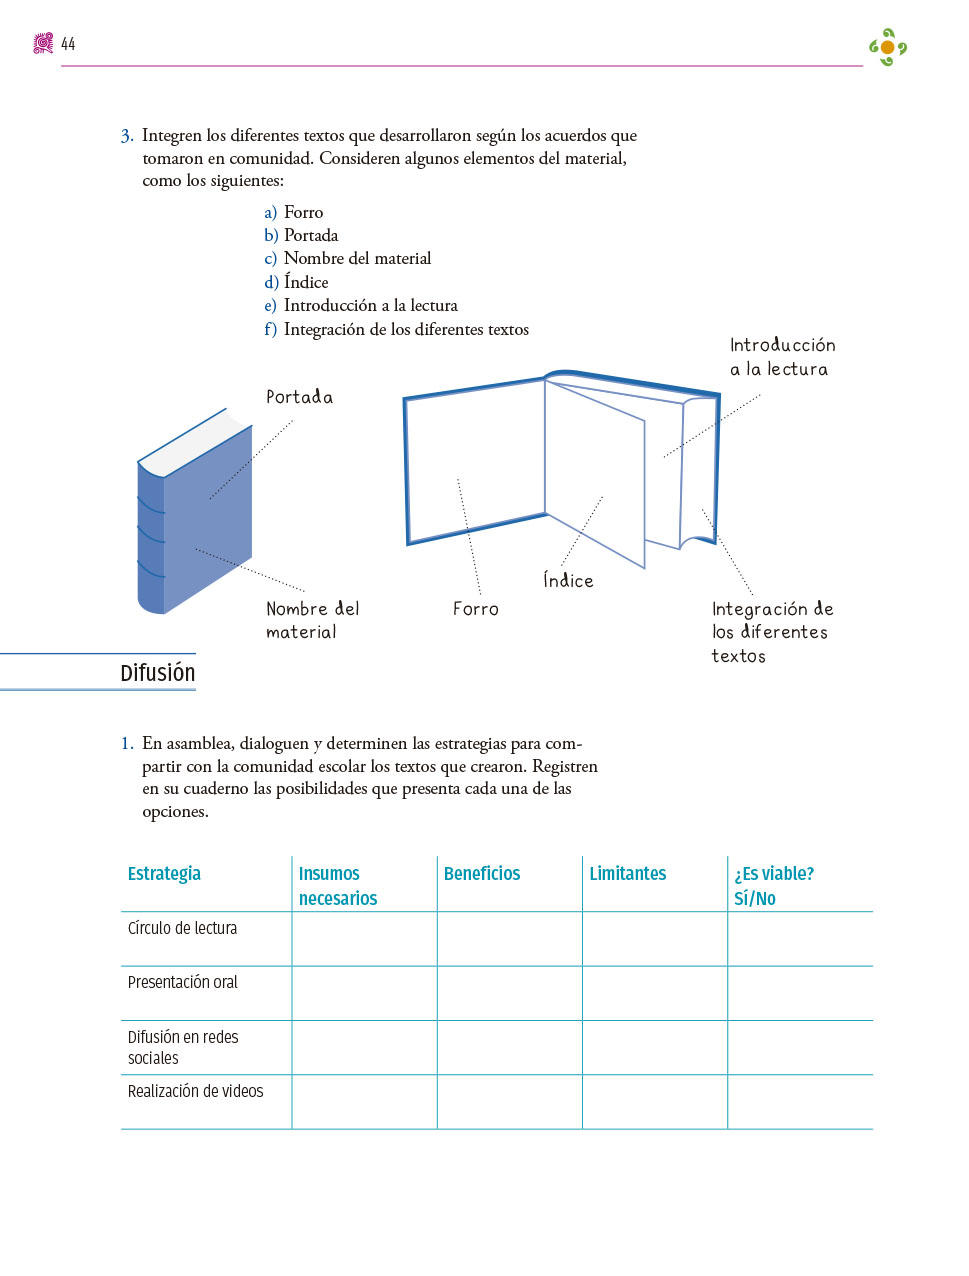 44
3. Integren los diferentes textos que desarrollaron según los acuerdos que
tomaron en comunidad. Consideren algunos elementos del material,
como los siguientes:
a) Forro
b) Portada
c) Nombre del material
d) Índice
e) Introducción a la lectura
f) Integración de los diferentes textos
Introducción
a la lectura
Portada
Índice
Nombre del
material
Forro
Integración de
los diferentes
textos
Difusión
1. En asamblea, dialoguen y determinen las estrategias para com-
partir con la comunidad escolar los textos que crearon. Registren
en su cuaderno las posibilidades que presenta cada una de las
opciones.
Estrategia
Insumos
necesarios
Beneficios
Limitantes
¿Es viable?
Sí/No
Círculo de lectura
Presentación oral
Difusión en redes
sociales
Realización de videos